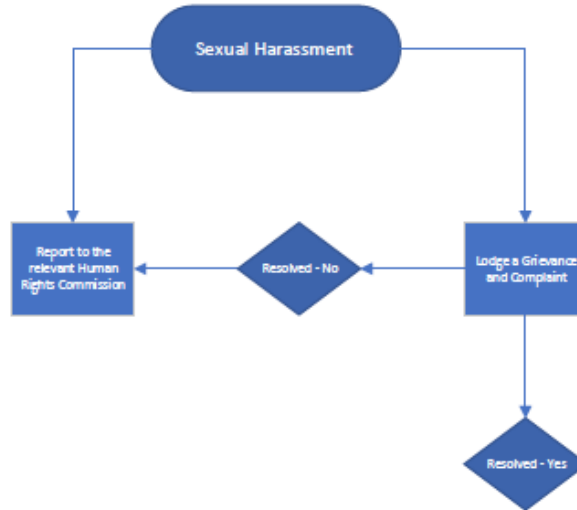 Sexual Harassment
Report to the
relevant Human
Rights Commission
Resolved - No
Lodge a Grievance
and Complaint
Resolved - Yes